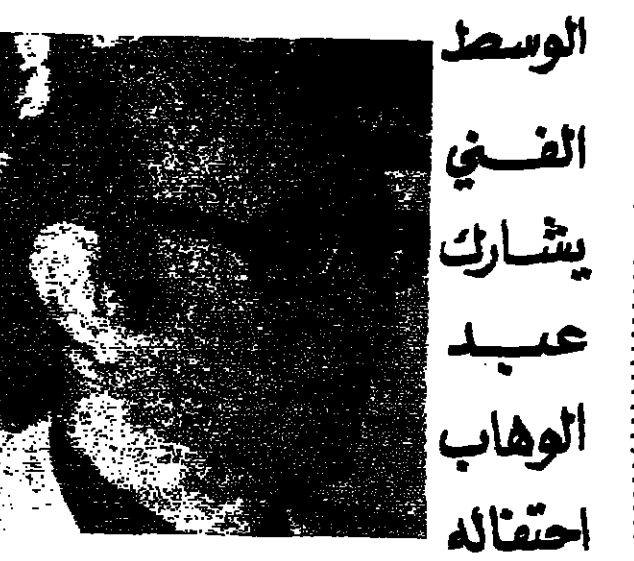 الوسط
الفني
يشارك
عبد
الوهاب
احتفاله